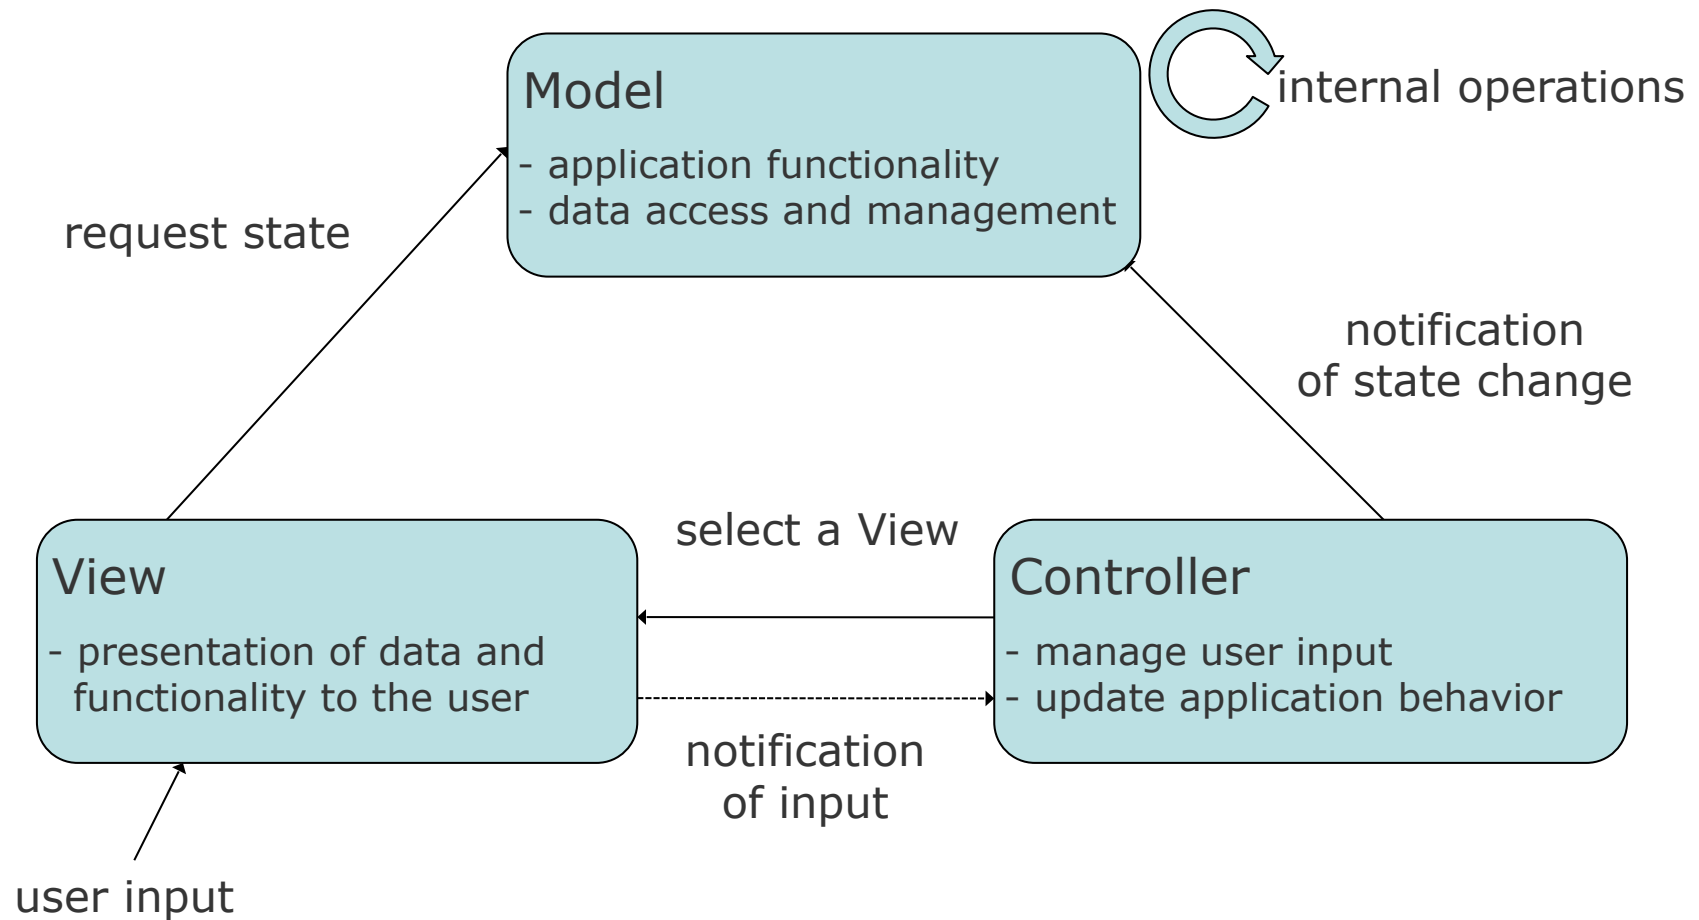 Model
internal operations
- application functionality
- data access and management
request state
notification
of state change
select a View
View
- presentation of data and
functionality to the user
Controller
- manage user input
- update application behavior
notification
of input
user input